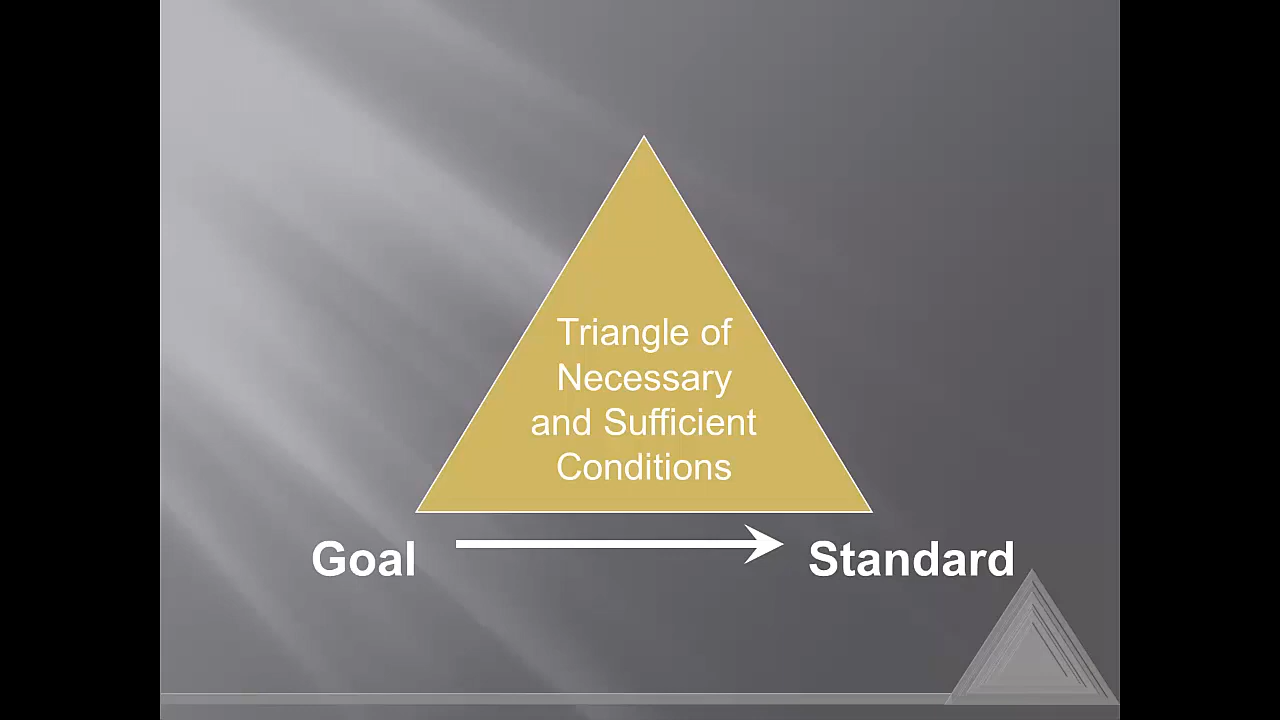 Triangle of
Necessary
and Sufficient
Conditions
Goal
Standard